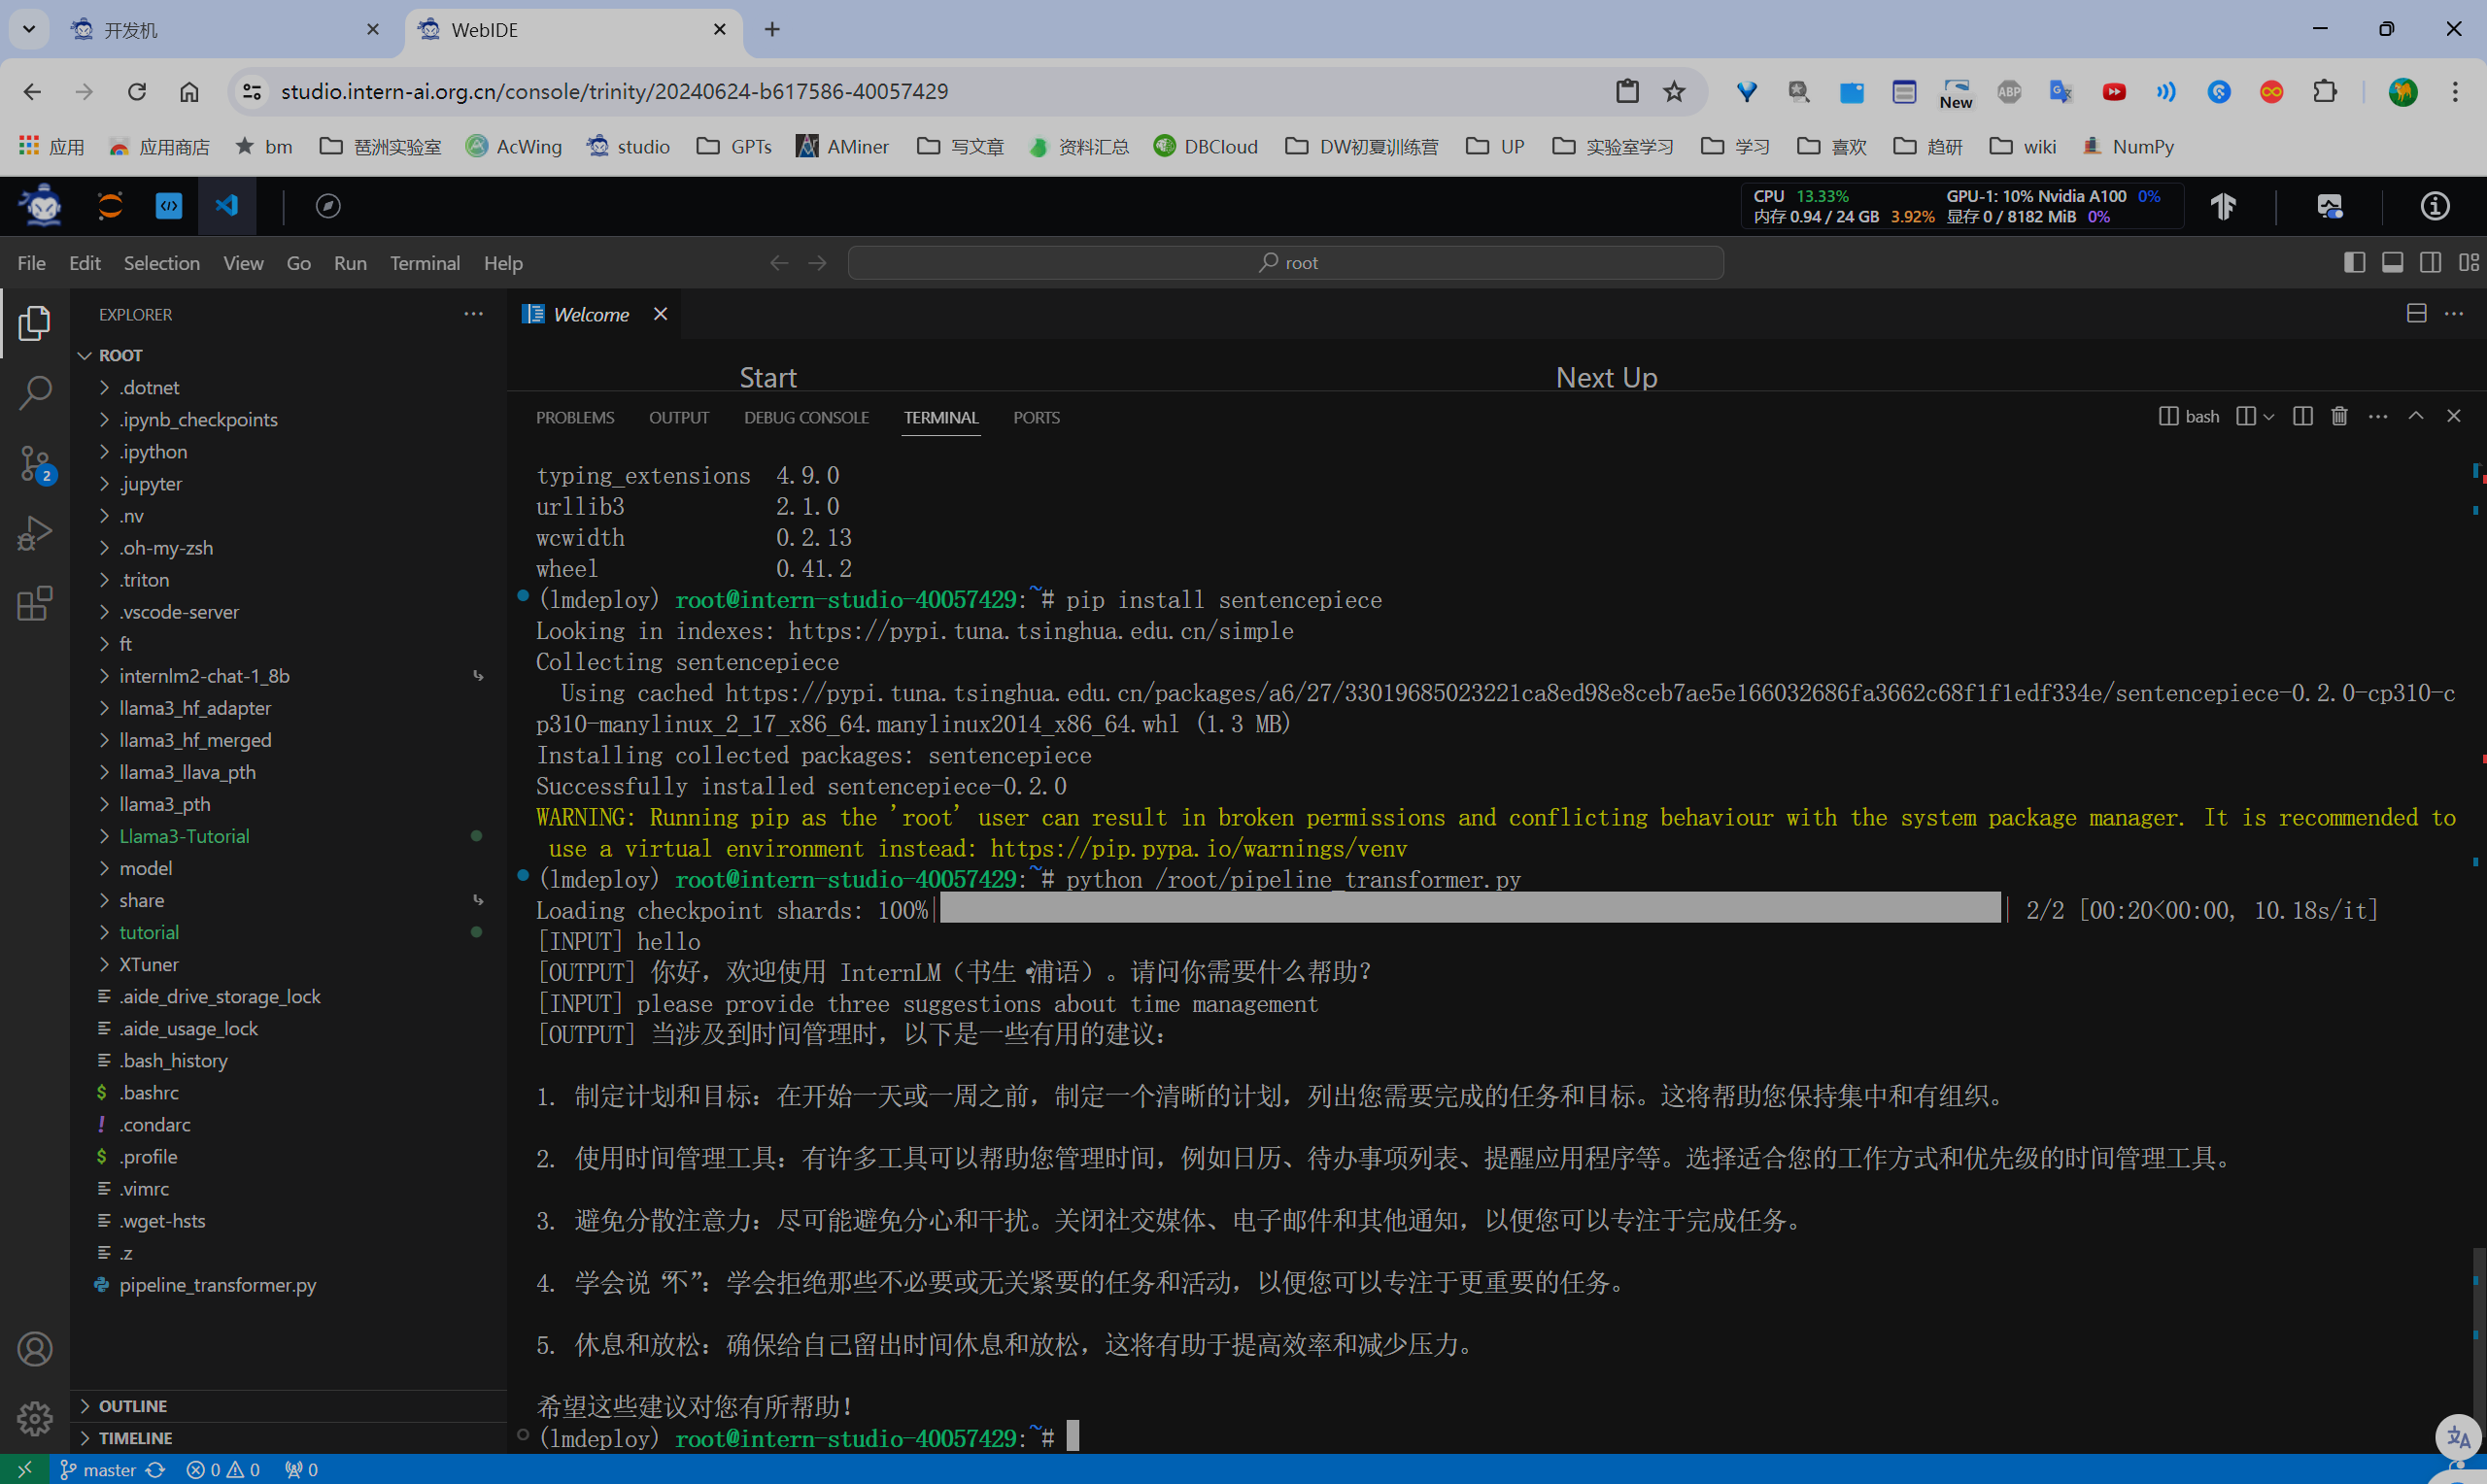 开发机
WebIDE
studio.intern-ai.org.cn/console/trinity/20240624-b617586-40057429
New
ABP
应用
应用商店
bm
琶洲实验室
AcWing
studio
GPTs
AMiner
写文章
资料汇总
DBCloud
DW初夏训练营
UP
实验室学习
学习
喜欢
趋研
wiki
NumPy
CPU 13.33% GPU-1: 10% Nvidia A100 0%
内存 0.94 / 24 GB 3.92% 显存 0 / 8182 MiB 0%
File Edit Selection View Go Run Terminal Help
root
EXPLORER
Welcome
ROOT
.dotnet
.ipynb_checkpoints
.ipython
.jupyter
.nv
.oh-my-zsh
.triton
.vscode-server
ft
internlm2-chat-1_8b
llama3_hf_adapter
llama3_hf_merged
llama3_llava_pth
llama3_pth
Llama3-Tutorial
model
share
tutorial
XTuner
.aide_drive_storage_lock
.aide_usage_lock
.bash_history
.bashrc
.condarc
.profile
.vimrc
.wget-hsts
.z
pipeline_transformer.py
OUTLINE
TIMELINE
2
Start
Next Up
PROBLEMS OUTPUT DEBUG CONSOLE TERMINAL PORTS
bash
typing_extensions 4.9.0
urllib3 2.1.0
wcwidth 0.2.13
wheel 0.41.2
(lmdeploy) root@intern-studio-40057429:~# pip install sentencepiece
Looking in indexes: https://pypi.tuna.tsinghua.edu.cn/simple
Collecting sentencepiece
Using cached https://pypi.tuna.tsinghua.edu.cn/packages/a6/27/33019685023221ca8ed98e8ceb7ae5e166032686fa3662c68f1f1edf334e/sentencepiece-0.2.0-cp310-c
p310-manylinux_2_17_x86_64.manylinux2014_x86_64.whl (1.3 MB)
Installing collected packages: sentencepiece
Successfully installed sentencepiece-0.2.0
WARNING: Running pip as the 'root' user can result in broken permissions and conflicting behaviour with the system package manager. It is recommended to
use a virtual environment instead: https://pip.pypa.io/warnings/venv
(lmdeploy) root@intern-studio-40057429:~# python /root/pipeline_transformer.py
Loading checkpoint shards: 100%| | 2/2 [00:20<00:00, 10.18s/it]
[INPUT] hello
[OUTPUT] 你好，欢迎使用 InternLM（书生·浦语）。请问你需要什么帮助？
[INPUT] please provide three suggestions about time management
[OUTPUT] 当涉及到时间管理时，以下是一些有用的建议：
1. 制定计划和目标：在开始一天或一周之前，制定一个清晰的计划，列出您需要完成的任务和目标。这将帮助您保持集中和有组织。
2. 使用时间管理工具：有许多工具可以帮助您管理时间，例如日历、待办事项列表、提醒应用程序等。选择适合您的工作方式和优先级的时间管理工具。
3. 避免分散注意力：尽可能避免分心和干扰。关闭社交媒体、电子邮件和其他通知，以便您可以专注于完成任务。
4. 学会说“不”：学会拒绝那些不必要或无关紧要的任务和活动，以便您可以专注于更重要的任务。
5. 休息和放松：确保给自己留出时间休息和放松，这将有助于提高效率和减少压力。
希望这些建议对您有所帮助！
(lmdeploy) root@intern-studio-40057429:~#
master 0 0 0